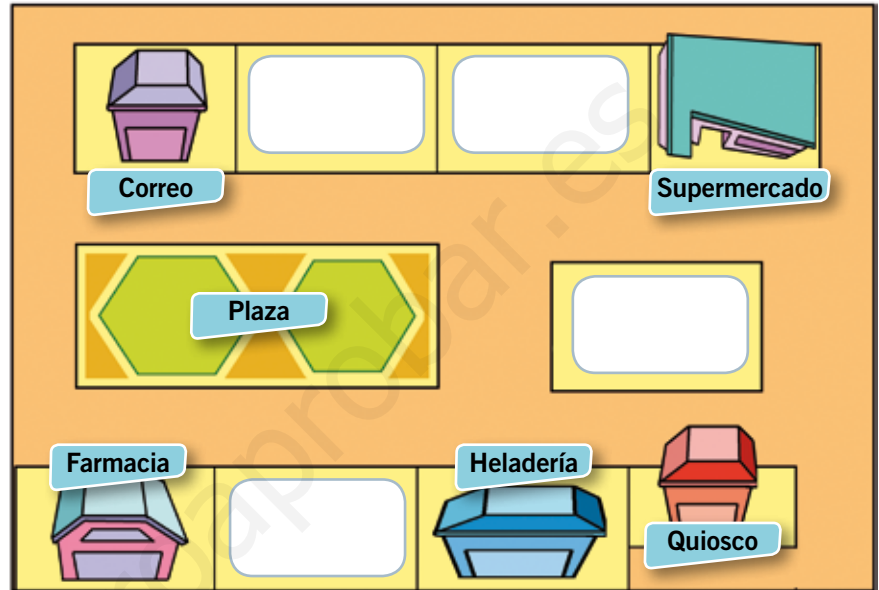 Correo
Supermercado
Plaza
Farmacia
Heladería
Quiosco